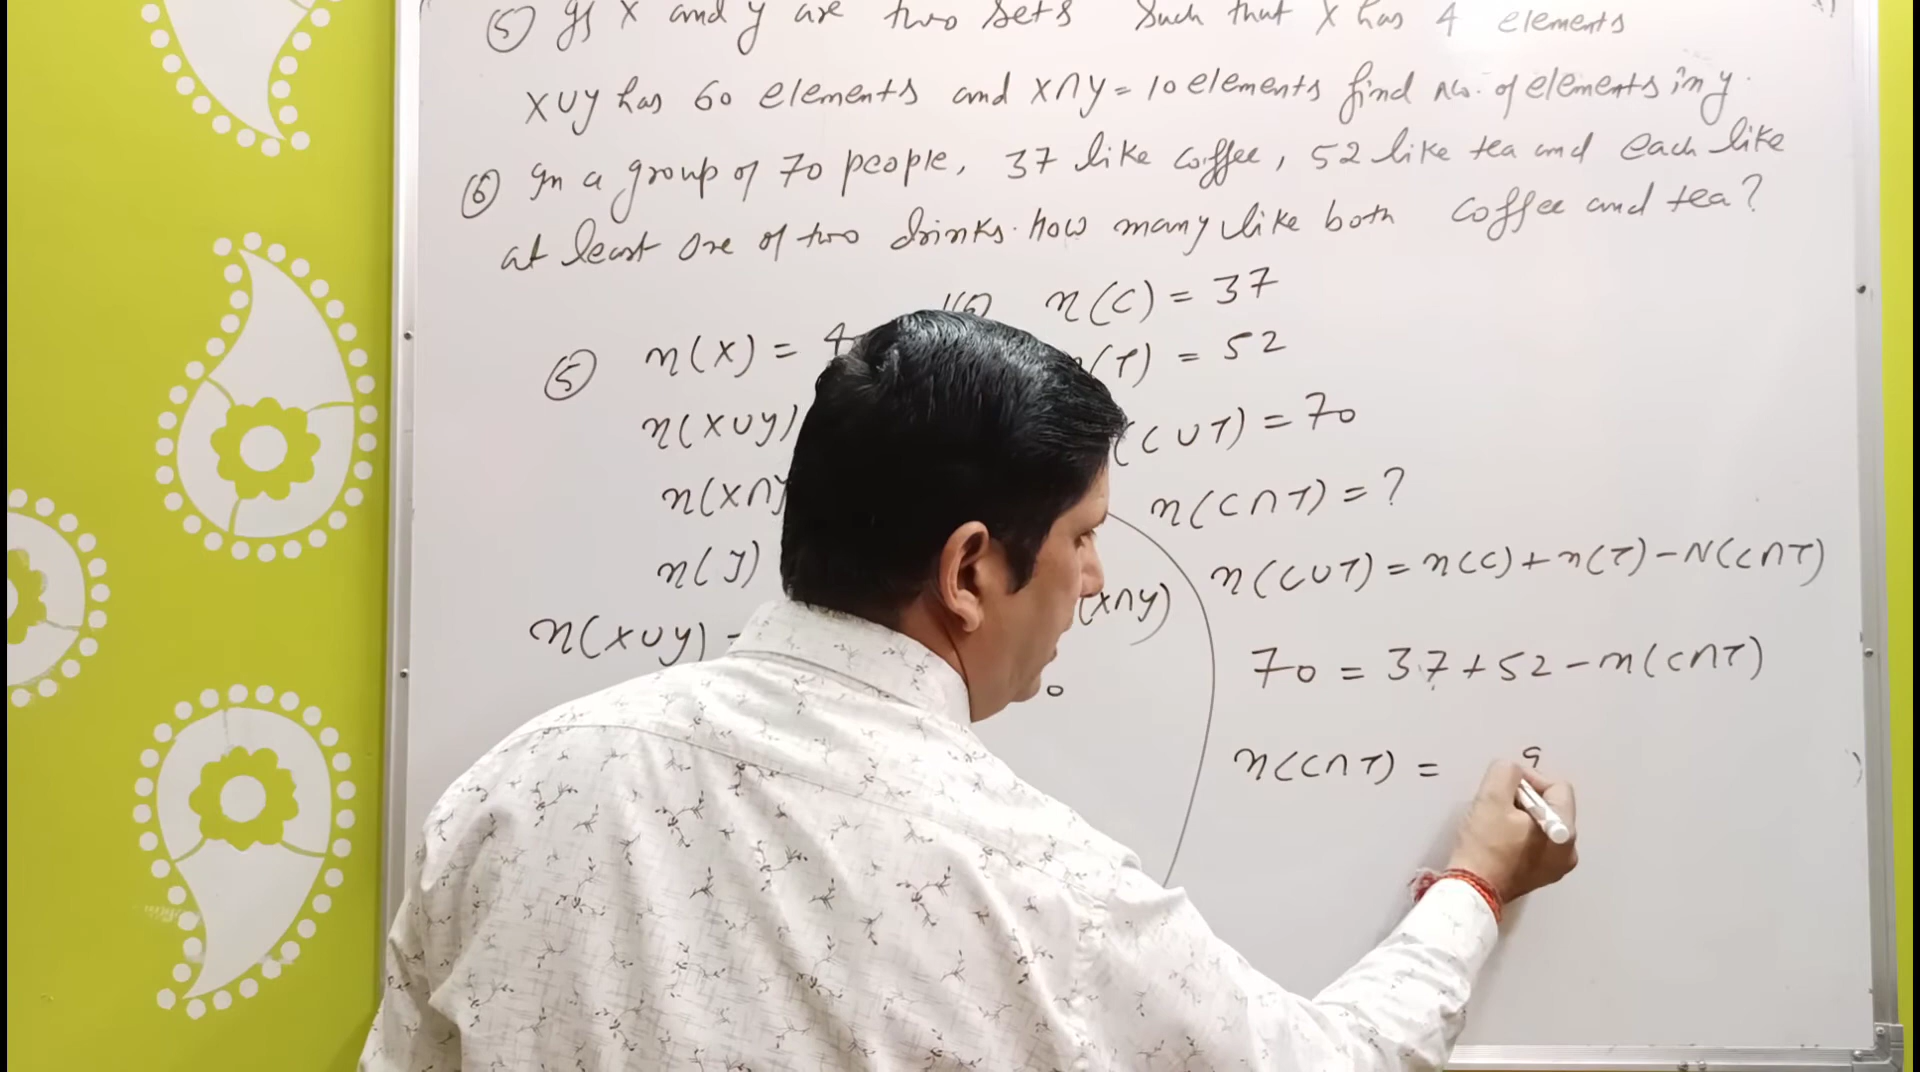 ⑤ If X and y are two sets Such that X has 4 elements
X∪y has 60 elements and X∩y = 10 elements find no. of elements in y.
⑥ In a group of 70 people, 37 like coffee, 52 like tea and each like
at least one of two drinks. How many like both coffee and tea?
⑤ n(X) = 4
n(X∪y)
n(X∩y
n(y)
n(X∪y) =
(X∩y)
n(C) = 37
(T) = 52
(C∪T) = 70
n(C∩T) = ?
n(C∪T) = n(C) + n(T) - N(C∩T)
70 = 37 + 52 - n(C∩T)
n(C∩T) =